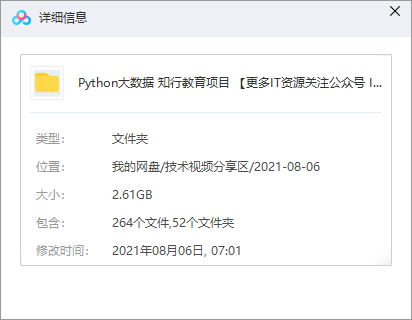 详细信息
Python大数据 知行教育项目 【更多IT资源关注公众号 I...
类型: 文件夹
位置: 我的网盘/技术视频分享区/2021-08-06
大小: 2.61GB
包含: 264个文件,52个文件夹
修改时间: 2021年08月06日, 07:01